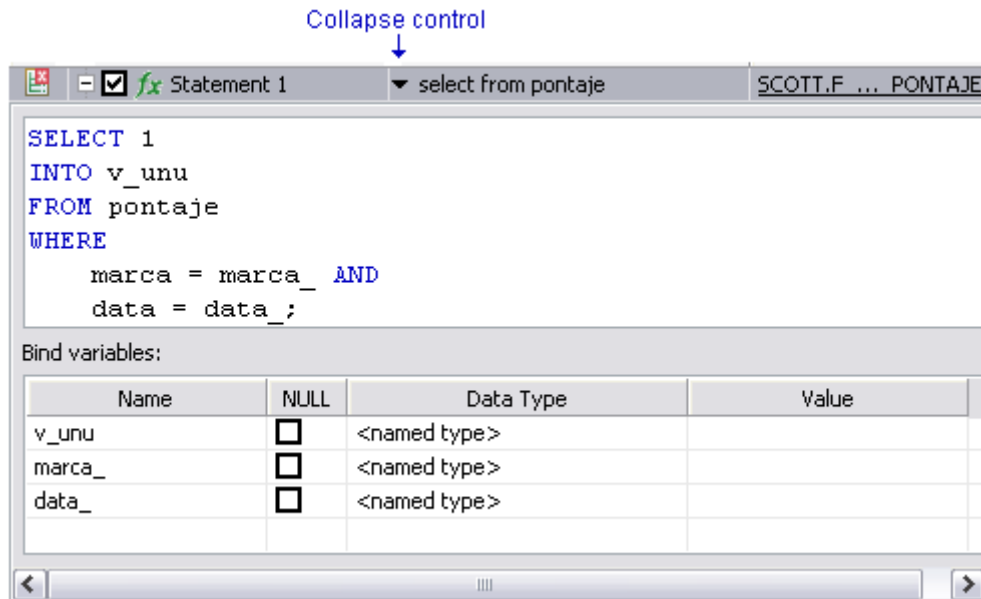 Collapse control
Statement 1 select from pontaje SCOTT.F ... PONTAJE
SELECT 1
INTO v_unu
FROM pontaje
WHERE
marca = marca_ AND
data = data_;
Bind variables:
Name NULL Data Type Value
v_unu <named type>
marca_ <named type>
data_ <named type>